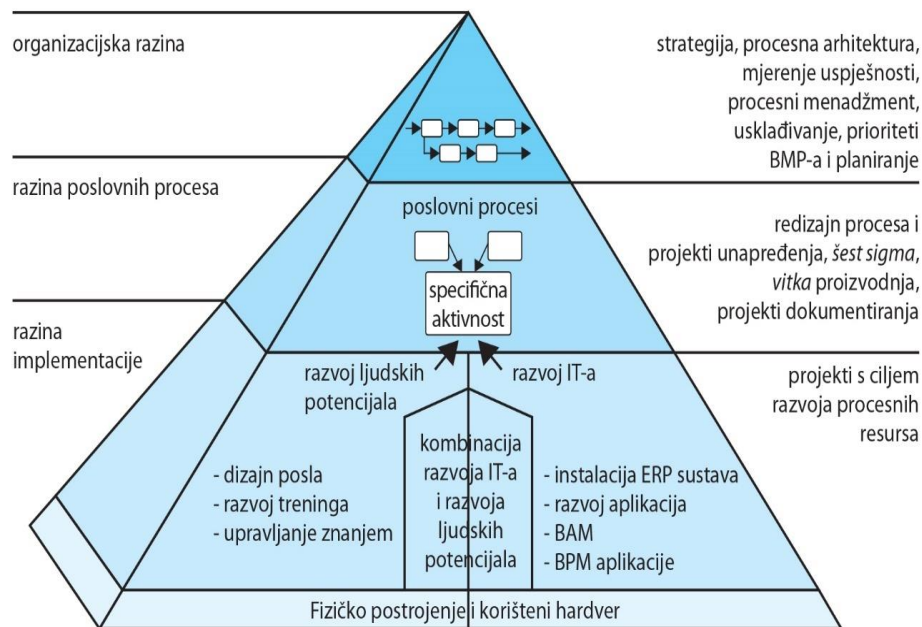 organizacijska razina
strategija, procesna arhitektura,
mjerenje uspješnosti,
procesni menadžment,
usklađivanje, prioriteti
BMP-a i planiranje
razina poslovnih procesa
poslovni procesi
specifična
aktivnost
redizajn procesa i
projekti unapređenja, šest sigma,
vitka proizvodnja,
projekti dokumentiranja
razina
implementacije
razvoj ljudskih
potencijala
razvoj IT-a
projekti s ciljem
razvoja procesnih
resursa
- dizajn posla
- razvoj treninga
- upravljanje znanjem
kombinacija
razvoja IT-a
i razvoja
ljudskih
potencijala
- instalacija ERP sustava
- razvoj aplikacija
- BAM
- BPM aplikacije
Fizičko postrojenje i korišteni hardver